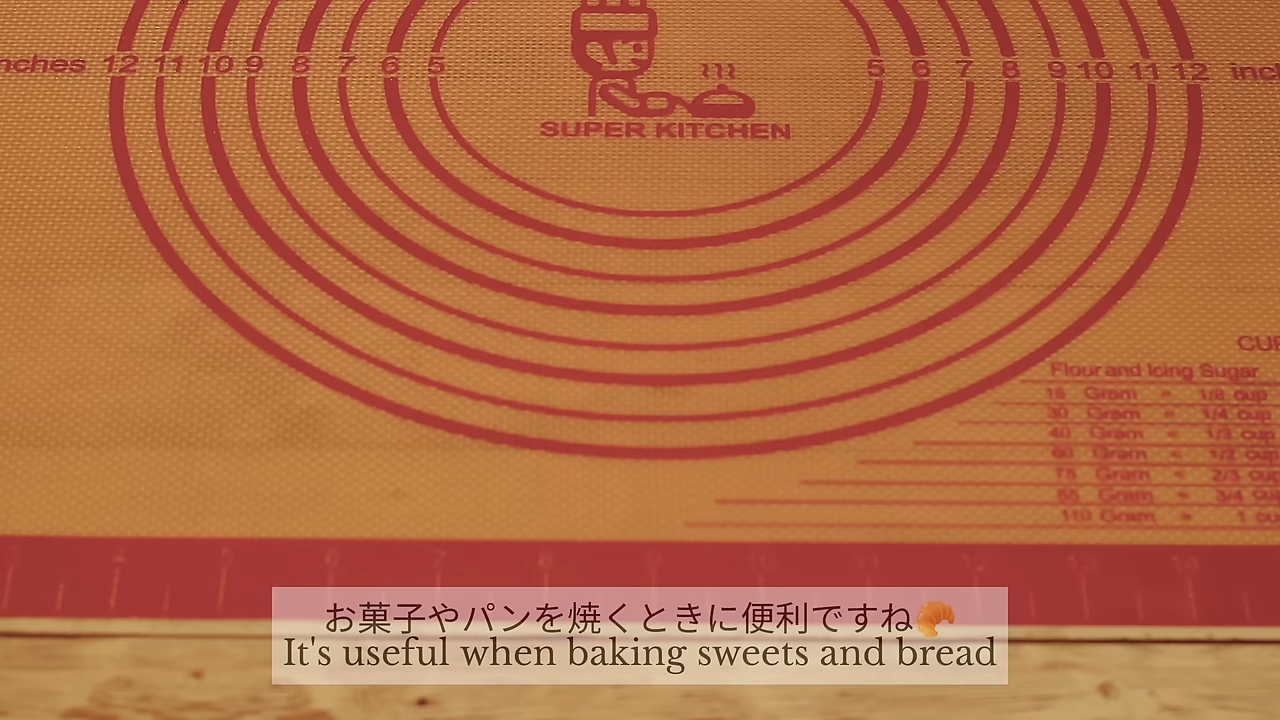 inches 12 11 10 9 8 7 6 5 5 6 7 8 9 10 11 12 inc
SUPER KITCHEN
CUP
Flour and Icing Sugar
16 Gram = 1/8 cup
30 Gram = 1/4 cup
40 Gram = 1/3 cup
60 Gram = 1/2 cup
75 Gram = 2/3 cup
85 Gram = 3/4 cup
110 Gram = 1 cu
お菓子やパンを焼くときに便利ですね🥐
It's useful when baking sweets and bread